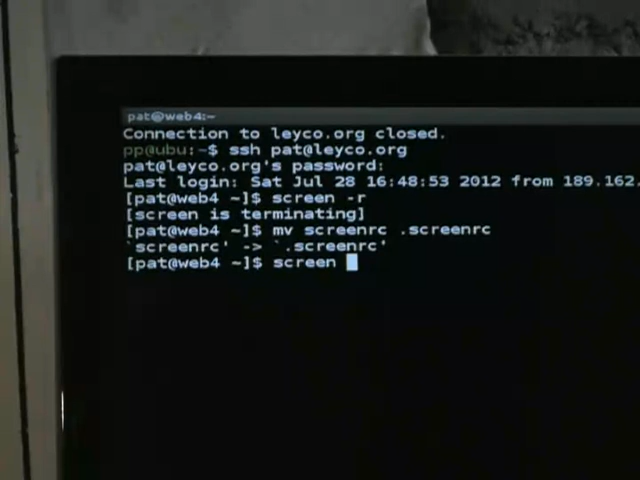 pat@web4:~
Connection to leyco.org closed.
pp@ubu:~$ ssh pat@leyco.org
pat@leyco.org's password:
Last login: Sat Jul 28 16:48:53 2012 from 189.162.
[pat@web4 ~]$ screen -r
[screen is terminating]
[pat@web4 ~]$ mv screenrc .screenrc
`screenrc' -> `.screenrc'
[pat@web4 ~]$ screen